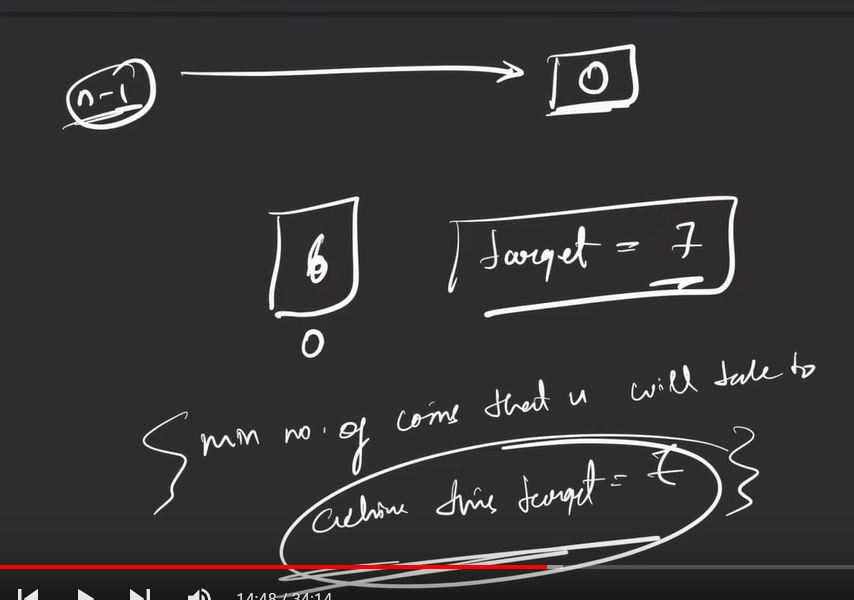 n-1 → 0
6 target = 7
0
{ min no. of coins that u will take to
achieve this target = 7 }
14:48 / 34:14